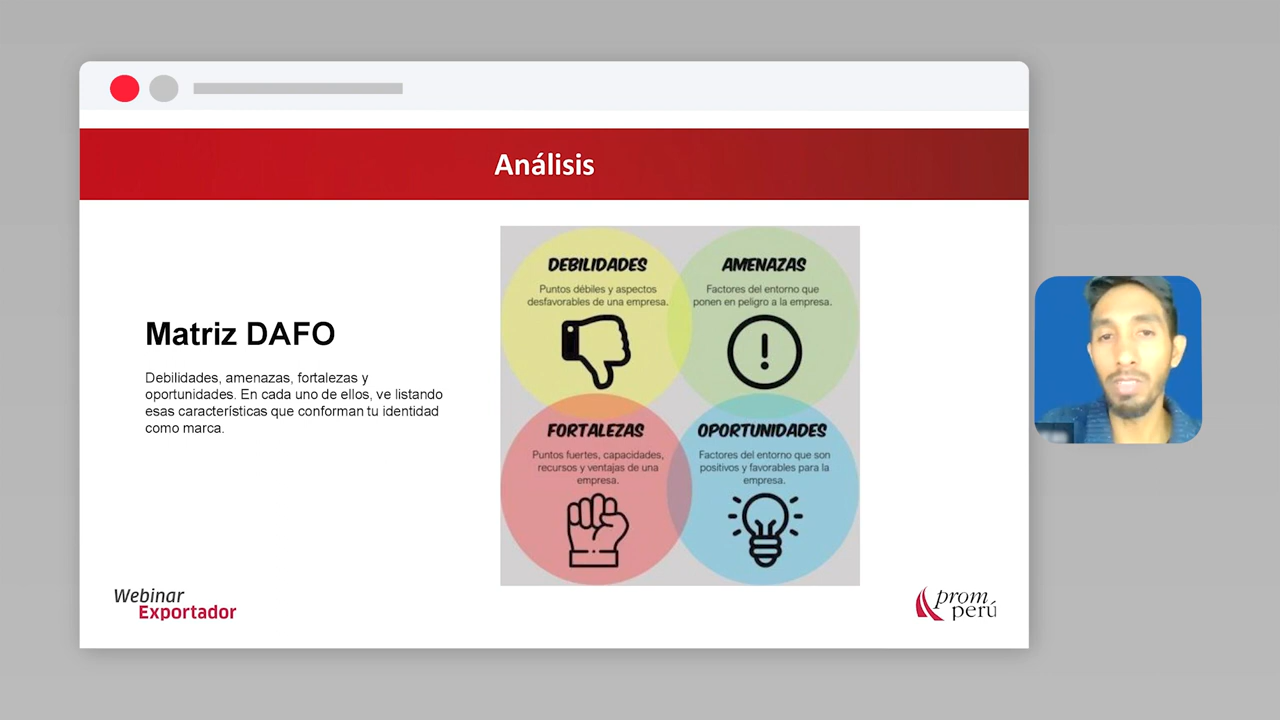 Análisis
Matriz DAFO
Debilidades, amenazas, fortalezas y
oportunidades. En cada uno de ellos, ve listando
esas características que conforman tu identidad
como marca.
DEBILIDADES
Puntos débiles y aspectos
desfavorables de una empresa.
AMENAZAS
Factores del entorno que
ponen en peligro a la empresa.
FORTALEZAS
Puntos fuertes, capacidades,
recursos y ventajas de una
empresa.
OPORTUNIDADES
Factores del entorno que son
positivos y favorables para la
empresa.
Webinar
Exportador
prom
perú